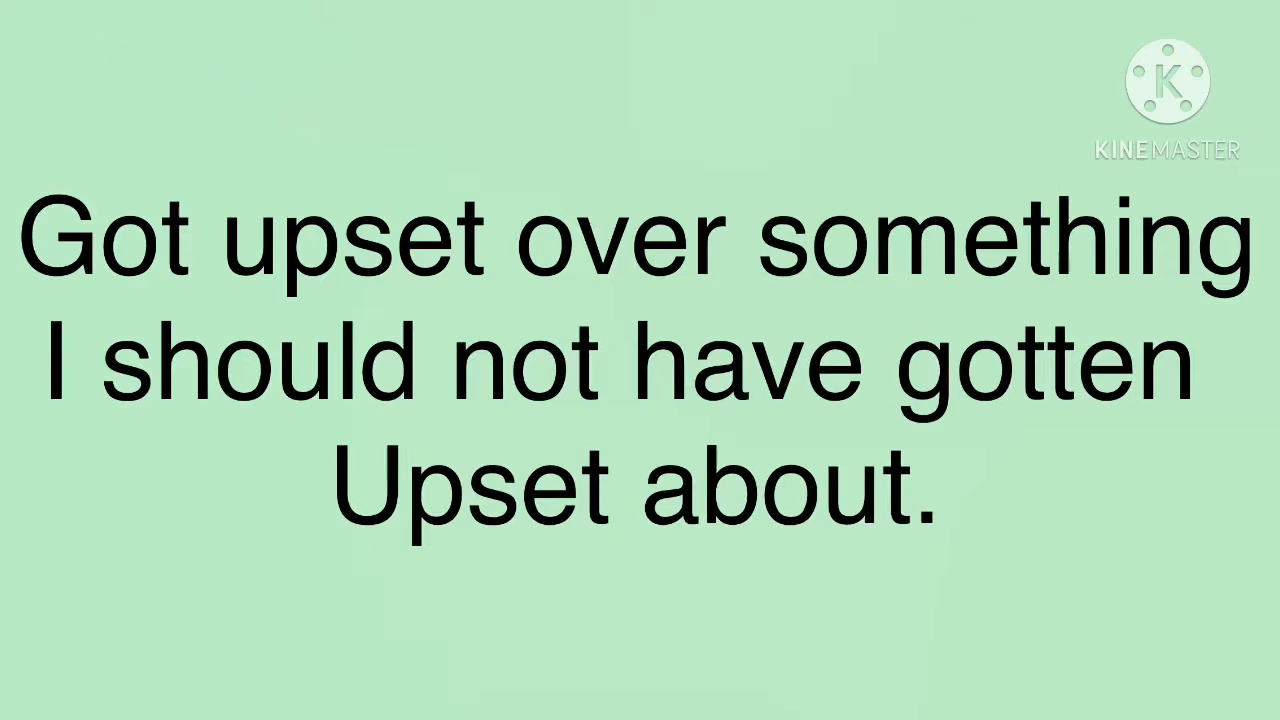 K
KINEMASTER
Got upset over something
I should not have gotten
Upset about.